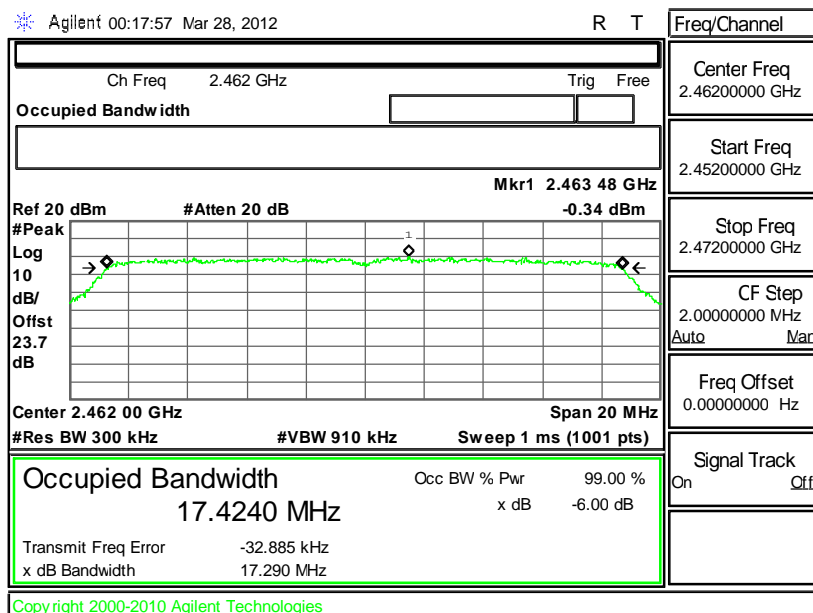 Agilent 00:17:57 Mar 28, 2012 R T
Freq/Channel
Ch Freq 2.462 GHz Trig Free
Occupied Bandwidth
Center Freq
2.46200000 GHz
Start Freq
2.45200000 GHz
Mkr1 2.463 48 GHz
Ref 20 dBm #Atten 20 dB -0.34 dBm
#Peak
Log
10
dB/
Offst
23.7
dB
1
Stop Freq
2.47200000 GHz
CF Step
2.00000000 MHz
Auto Man
Freq Offset
0.00000000 Hz
Center 2.462 00 GHz Span 20 MHz
#Res BW 300 kHz #VBW 910 kHz Sweep 1 ms (1001 pts)
Signal Track
On Off
Occupied Bandwidth Occ BW % Pwr 99.00 %
17.4240 MHz x dB -6.00 dB
Transmit Freq Error -32.885 kHz
x dB Bandwidth 17.290 MHz
Copyright 2000-2010 Agilent Technologies